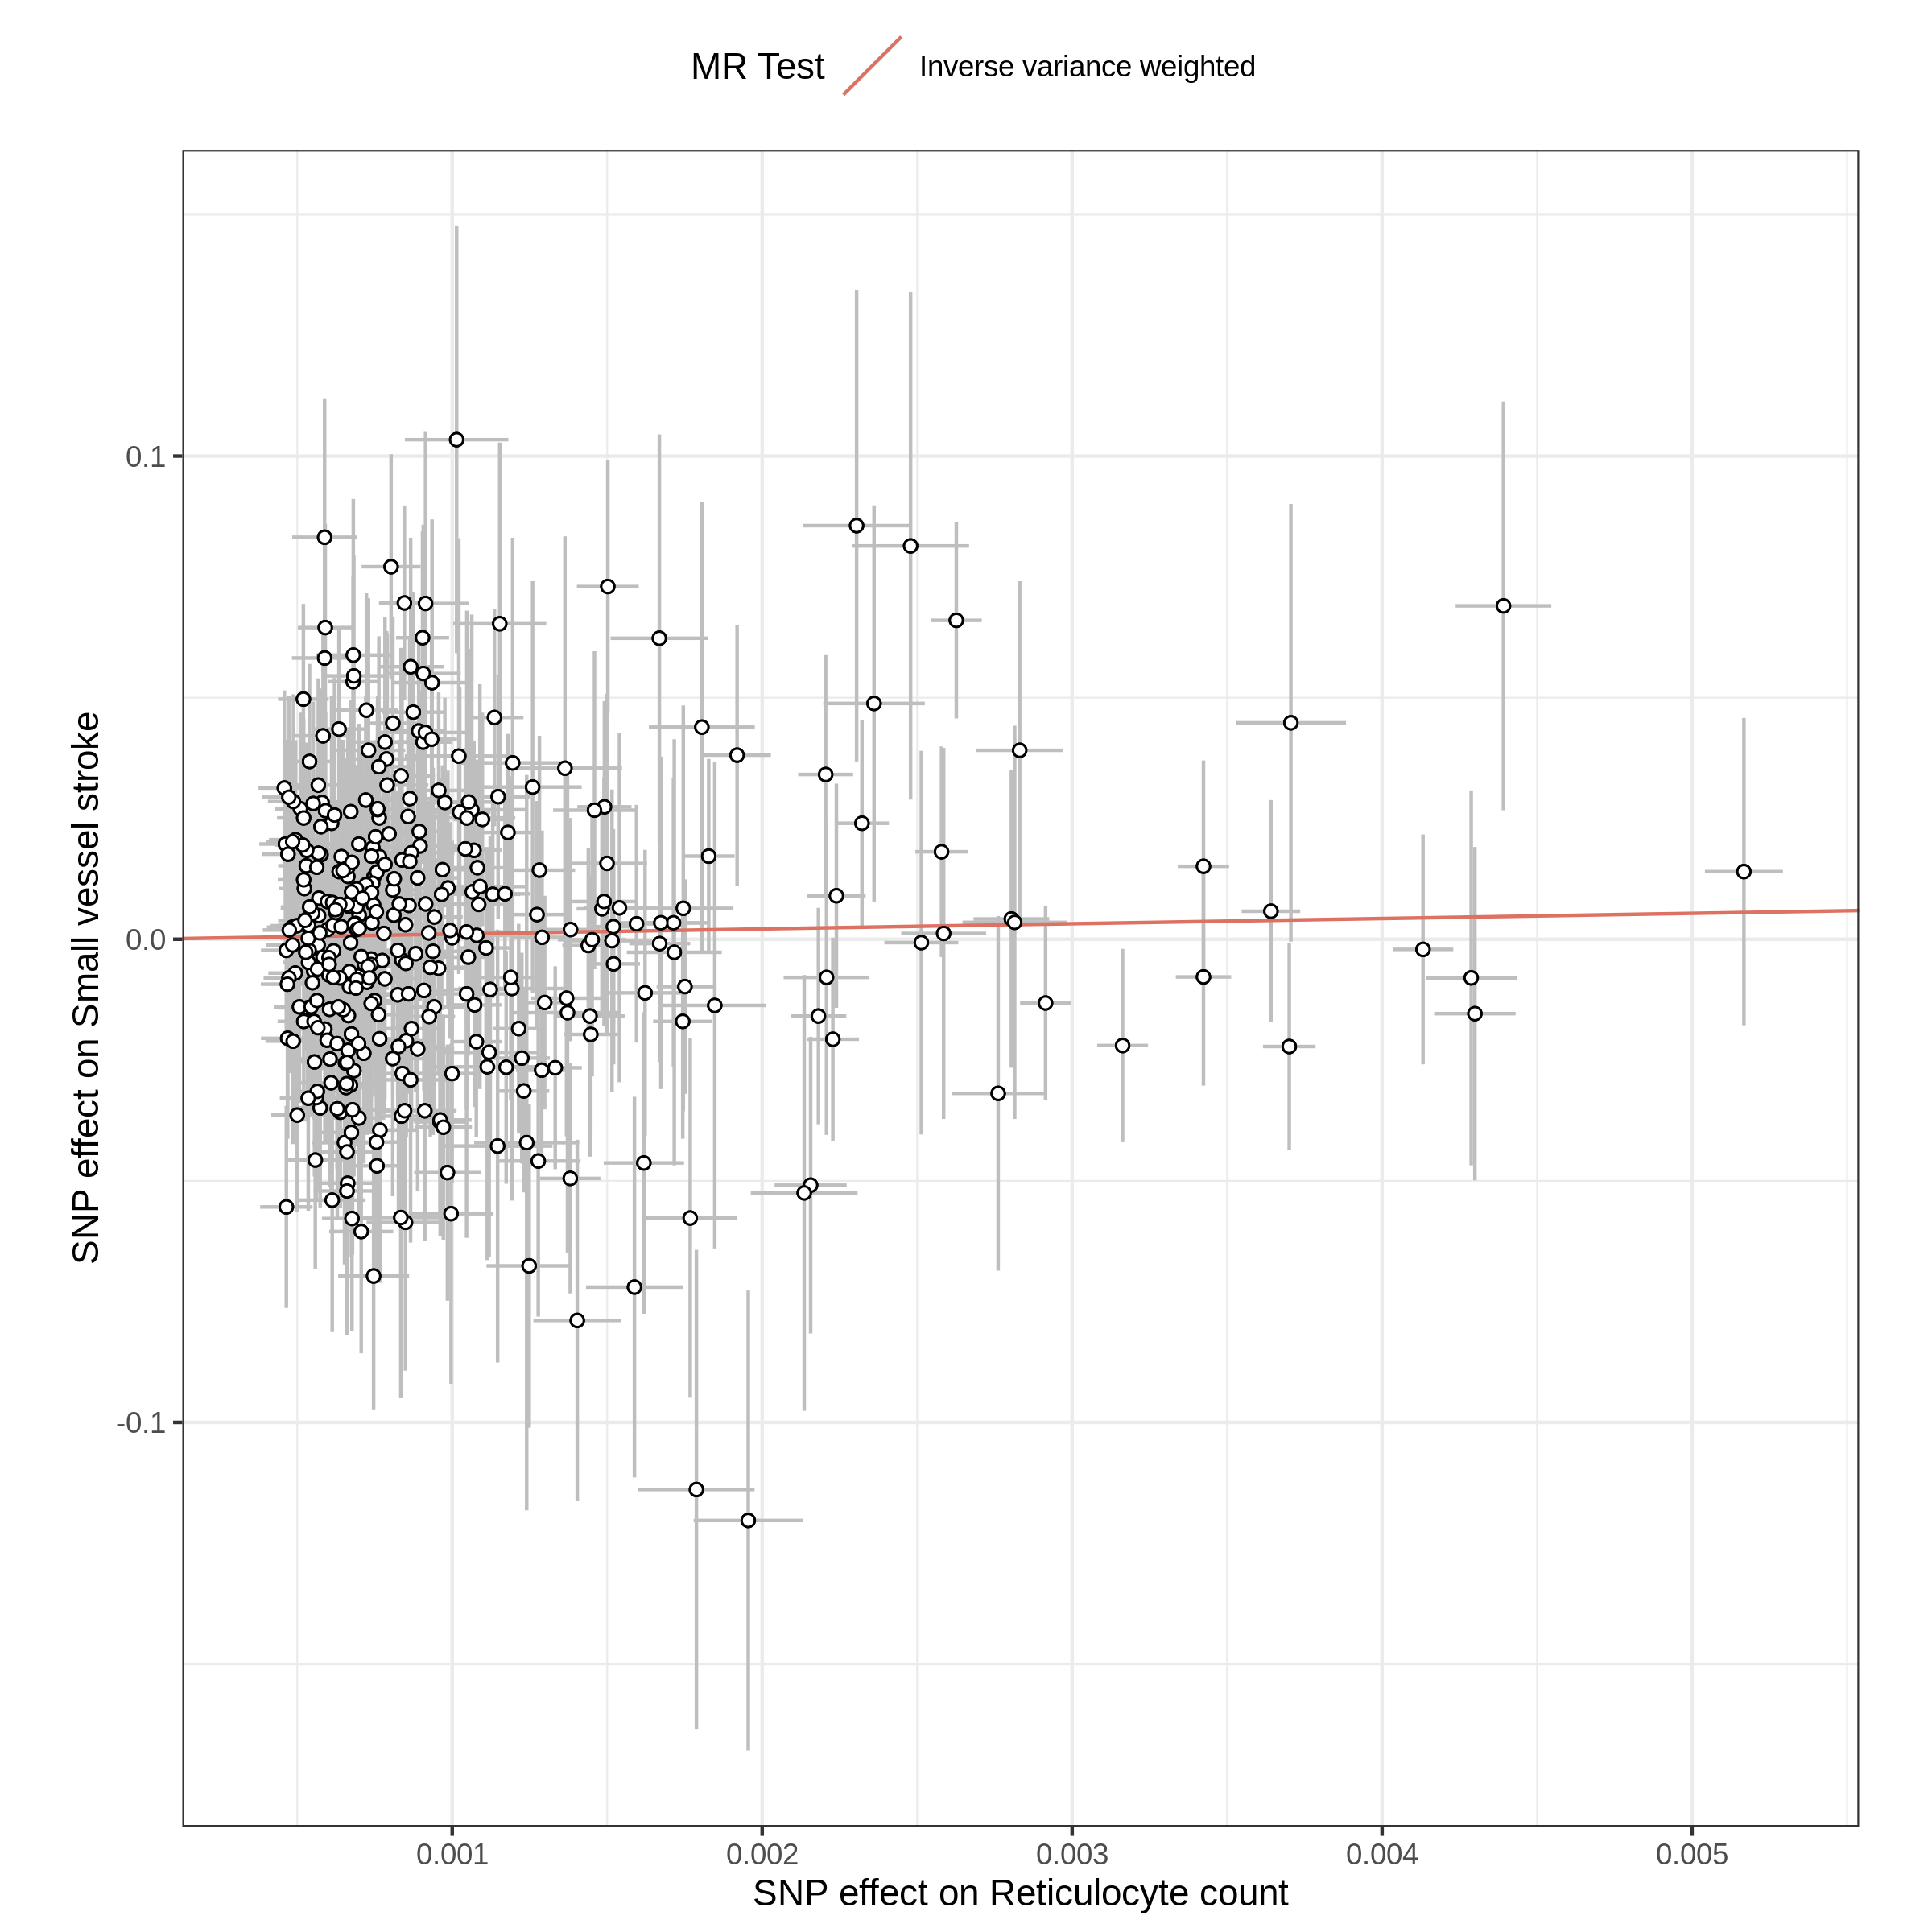 MR Test
Inverse variance weighted
SNP effect on Small vessel stroke
0.1
0.0
-0.1
0.001
0.002
0.003
0.004
0.005
SNP effect on Reticulocyte count